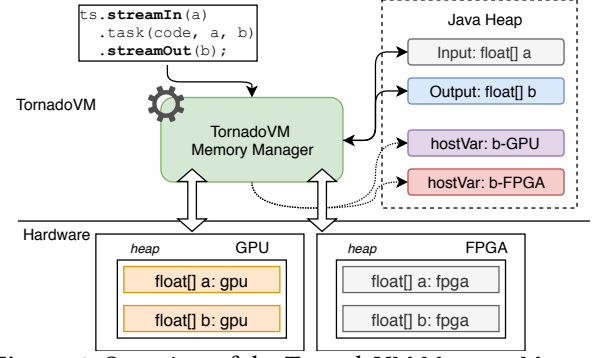 ts.streamIn(a)
.task(code, a, b)
.streamOut(b);
Java Heap
Input: float[] a
Output: float[] b
TornadoVM
TornadoVM
Memory Manager
hostVar: b-GPU
hostVar: b-FPGA
Hardware
heap GPU
float[] a: gpu
float[] b: gpu
heap FPGA
float[] a: fpga
float[] b: fpga